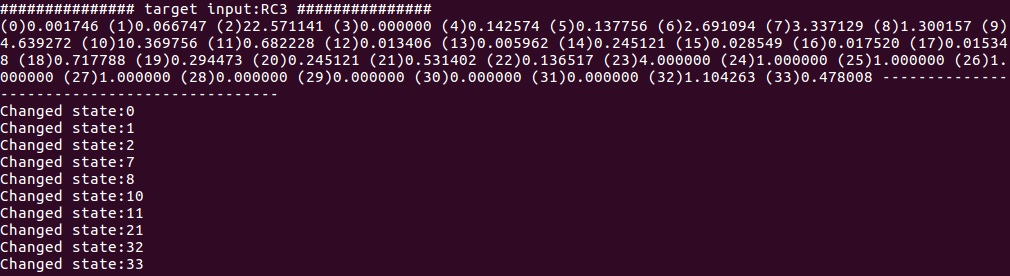 ############### target input:RC3 ###############
(0)0.001746 (1)0.066747 (2)22.571141 (3)0.000000 (4)0.142574 (5)0.137756 (6)2.691094 (7)3.337129 (8)1.300157 (9)
4.639272 (10)10.369756 (11)0.682228 (12)0.013406 (13)0.005962 (14)0.245121 (15)0.028549 (16)0.017520 (17)0.01534
8 (18)0.717788 (19)0.294473 (20)0.245121 (21)0.531402 (22)0.136517 (23)4.000000 (24)1.000000 (25)1.000000 (26)1.
000000 (27)1.000000 (28)0.000000 (29)0.000000 (30)0.000000 (31)0.000000 (32)1.104263 (33)0.478008 --------------
-------------------------------
Changed state:0
Changed state:1
Changed state:2
Changed state:7
Changed state:8
Changed state:10
Changed state:11
Changed state:21
Changed state:32
Changed state:33